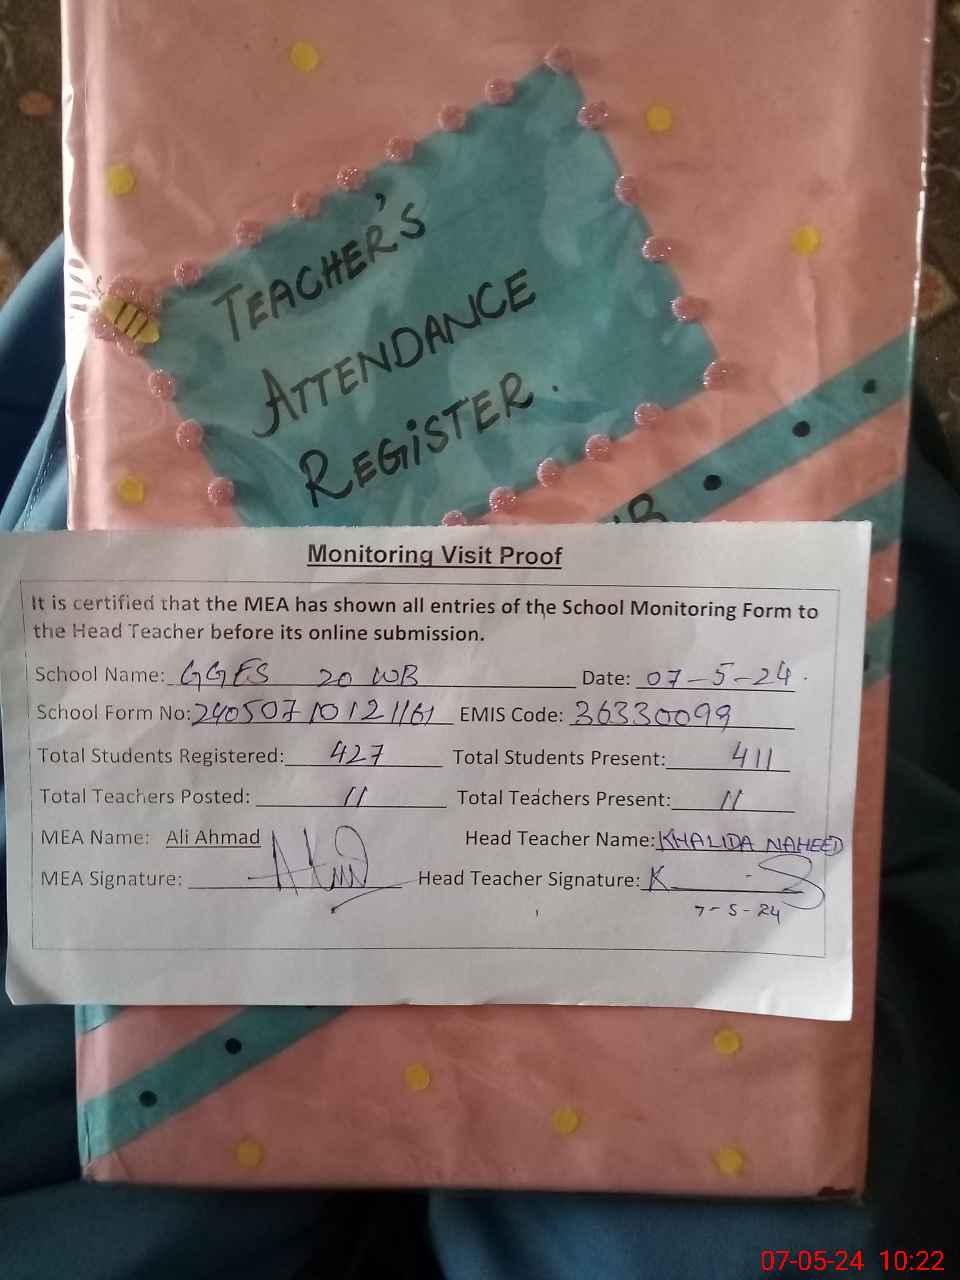 TEACHER'S
ATTENDANCE
REGISTER.
Monitoring Visit Proof
It is certified that the MEA has shown all entries of the School Monitoring Form to
the Head Teacher before its online submission.
School Name: GGES 20 WB Date: 07-5-24.
School Form No: 24050710121161 EMIS Code: 36330099
Total Students Registered: 427 Total Students Present: 411
Total Teachers Posted: 11 Total Teachers Present: 11
MEA Name: Ali Ahmad Head Teacher Name: KHALIDA NAHEED
MEA Signature: Head Teacher Signature:
7-5-24
07-05-24 10:22